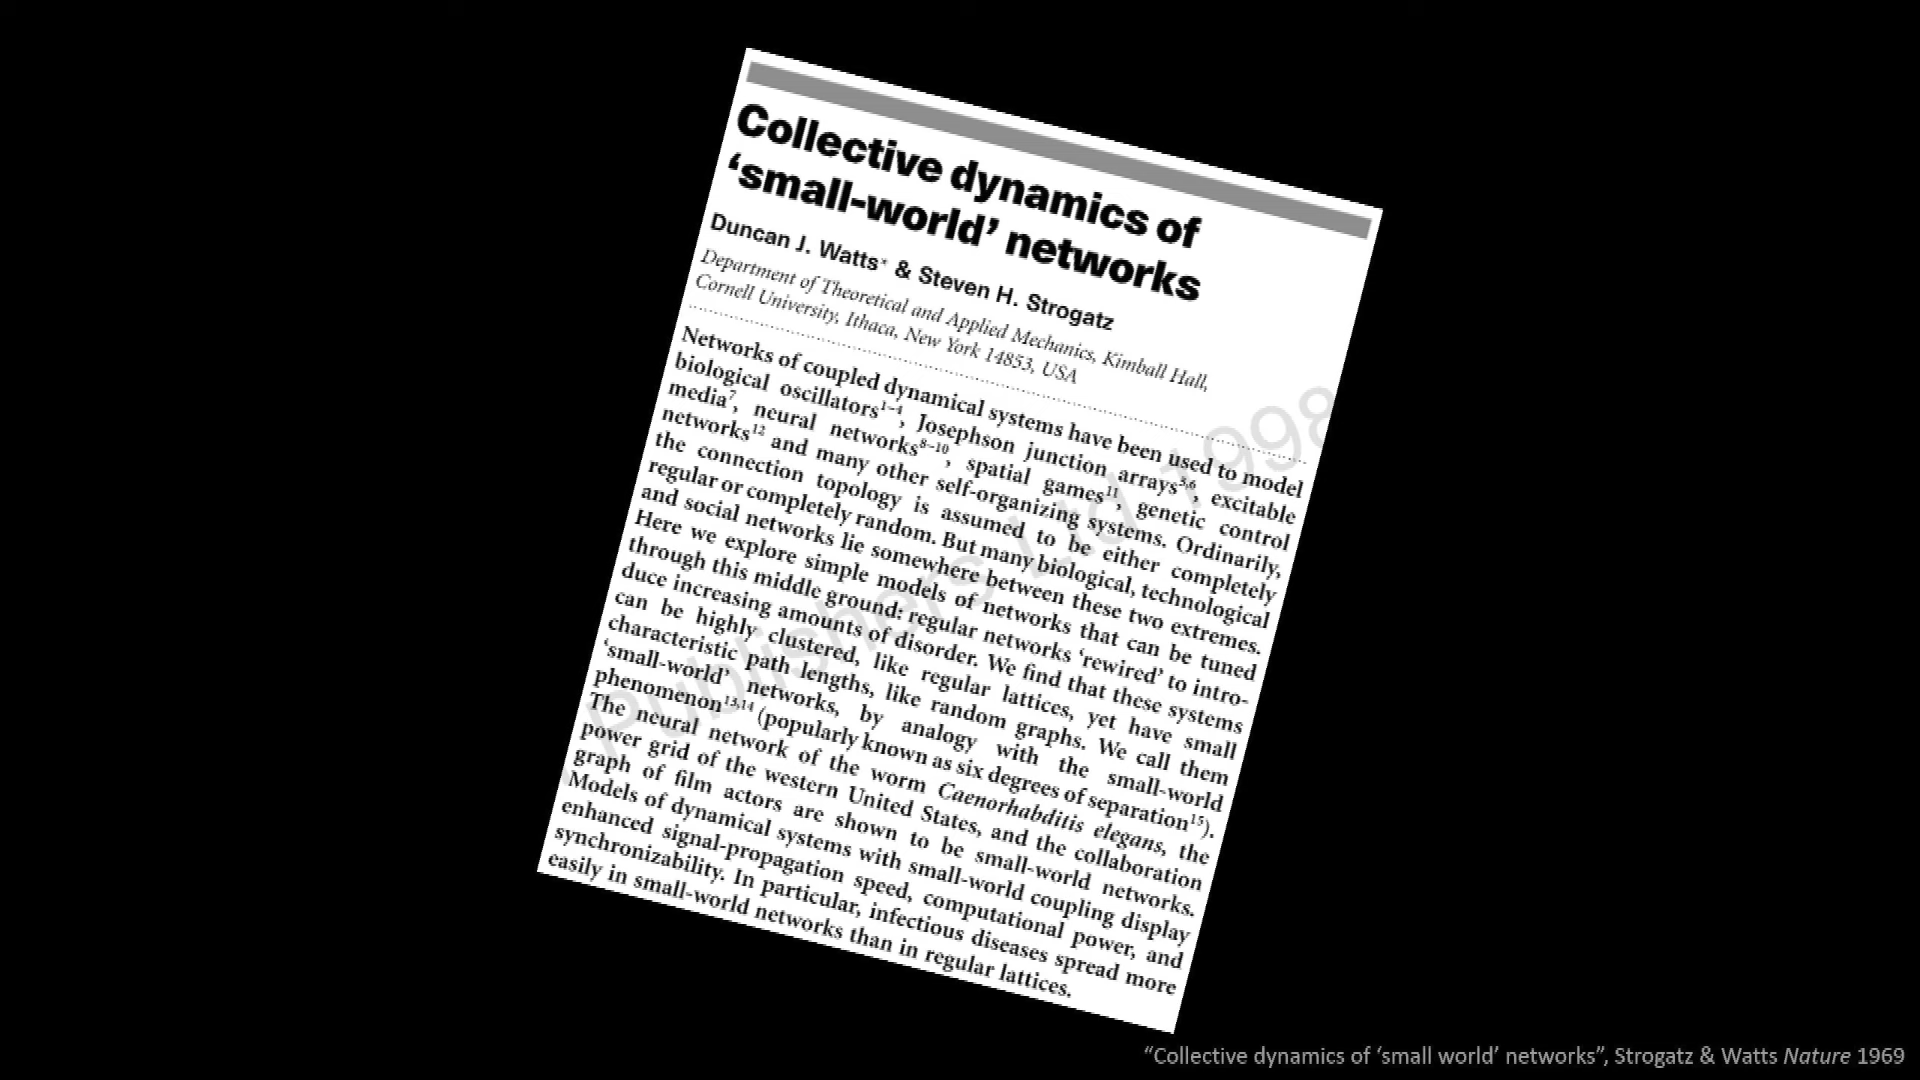 Collective dynamics of
‘small-world’ networks
Duncan J. Watts* & Steven H. Strogatz
Department of Theoretical and Applied Mechanics, Kimball Hall,
Cornell University, Ithaca, New York 14853, USA
Networks of coupled dynamical systems have been used to model
biological oscillators1–4, Josephson junction arrays5,6, excitable
media7, neural networks8–10, spatial games11, genetic control
networks12 and many other self-organizing systems. Ordinarily,
the connection topology is assumed to be either completely
regular or completely random. But many biological, technological
and social networks lie somewhere between these two extremes.
Here we explore simple models of networks that can be tuned
through this middle ground: regular networks ‘rewired’ to intro-
duce increasing amounts of disorder. We find that these systems
can be highly clustered, like regular lattices, yet have small
characteristic path lengths, like random graphs. We call them
‘small-world’ networks, by analogy with the small-world
phenomenon13,14 (popularly known as six degrees of separation15).
The neural network of the worm Caenorhabditis elegans, the
power grid of the western United States, and the collaboration
graph of film actors are shown to be small-world networks.
Models of dynamical systems with small-world coupling display
enhanced signal-propagation speed, computational power, and
synchronizability. In particular, infectious diseases spread more
easily in small-world networks than in regular lattices.
Publishers Ltd 1998
“Collective dynamics of ‘small world’ networks”, Strogatz & Watts Nature 1969